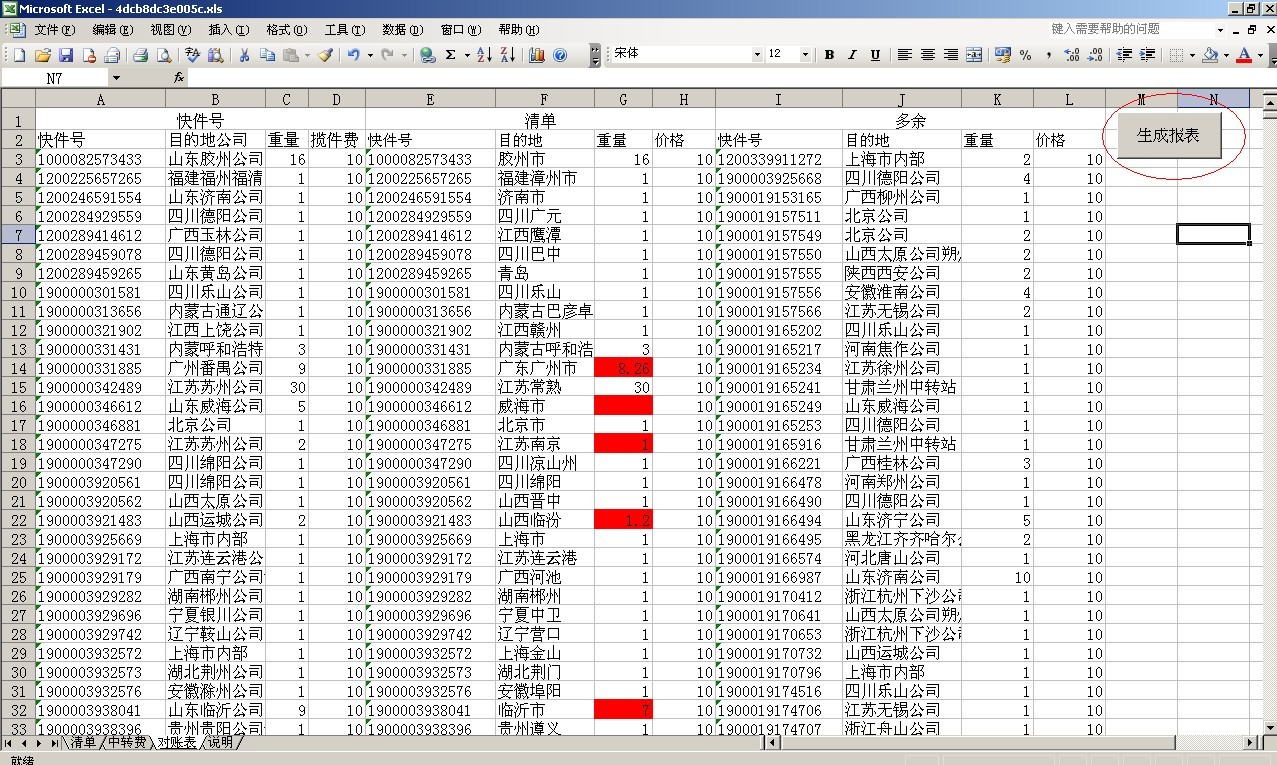 Microsoft Excel - 4dcb8dc3e005c.xls
文件(F) 编辑(E) 视图(V) 插入(I) 格式(O) 工具(T) 数据(D) 窗口(W) 帮助(H) 键入需要帮助的问题
宋体 12 B I U
N7 fx
A B C D E F G H I J K L M N
1 快件号 清单 多余 生成报表
2 快件号 目的地公司 重量 揽件费 快件号 目的地 重量 价格 快件号 目的地 重量 价格
3 1000082573433 山东胶州公司 16 10 1000082573433 胶州市 16 10 1200339911272 上海市内部 2 10
4 1200225657265 福建福州福清 1 10 1200225657265 福建漳州市 1 10 1900003925668 四川德阳公司 4 10
5 1200246591554 山东济南公司 1 10 1200246591554 济南市 1 10 1900019153165 广西柳州公司 1 10
6 1200284929559 四川德阳公司 1 10 1200284929559 四川广元 1 10 1900019157511 北京公司 1 10
7 1200289414612 广西玉林公司 1 10 1200289414612 江西鹰潭 1 10 1900019157549 北京公司 2 10
8 1200289459078 四川德阳公司 1 10 1200289459078 四川巴中 1 10 1900019157550 山西太原公司朔 2 10
9 1200289459265 山东黄岛公司 1 10 1200289459265 青岛 1 10 1900019157555 陕西西安公司 2 10
10 1900000301581 四川乐山公司 1 10 1900000301581 四川乐山 1 10 1900019157556 安徽淮南公司 4 10
11 1900000313656 内蒙古通辽公 1 10 1900000313656 内蒙古巴彦卓 1 10 1900019157566 江苏无锡公司 2 10
12 1900000321902 江西上饶公司 1 10 1900000321902 江西赣州 1 10 1900019165202 四川乐山公司 1 10
13 1900000331431 内蒙呼和浩特 3 10 1900000331431 内蒙古呼和浩 3 10 1900019165217 河南焦作公司 1 10
14 1900000331885 广州番禺公司 9 10 1900000331885 广东广州市 8.26 10 1900019165234 江苏徐州公司 1 10
15 1900000342489 江苏苏州公司 30 10 1900000342489 江苏常熟 30 10 1900019165241 甘肃兰州中转站 1 10
16 1900000346612 山东威海公司 5 10 1900000346612 威海市 10 1900019165249 山东威海公司 1 10
17 1900000346881 北京公司 1 10 1900000346881 北京市 1 10 1900019165253 四川德阳公司 1 10
18 1900000347275 江苏苏州公司 2 10 1900000347275 江苏南京 1 10 1900019165916 甘肃兰州中转站 1 10
19 1900000347290 四川绵阳公司 1 10 1900000347290 四川凉山州 1 10 1900019166221 广西桂林公司 3 10
20 1900003920561 四川绵阳公司 1 10 1900003920561 四川绵阳 1 10 1900019166478 河南郑州公司 1 10
21 1900003920562 山西太原公司 1 10 1900003920562 山西晋中 1 10 1900019166490 四川德阳公司 1 10
22 1900003921483 山西运城公司 2 10 1900003921483 山西临汾 1.2 10 1900019166494 山东济宁公司 5 10
23 1900003925669 上海市内部 1 10 1900003925669 上海市 1 10 1900019166495 黑龙江齐齐哈尔 2 10
24 1900003929172 江苏连云港公 1 10 1900003929172 江苏连云港 1 10 1900019166574 河北唐山公司 1 10
25 1900003929179 广西南宁公司 1 10 1900003929179 广西河池 1 10 1900019166987 山东济南公司 10 10
26 1900003929282 湖南郴州公司 1 10 1900003929282 湖南郴州 1 10 1900019170412 浙江杭州下沙公 1 10
27 1900003929696 宁夏银川公司 1 10 1900003929696 宁夏中卫 1 10 1900019170641 山西太原公司朔 1 10
28 1900003929742 辽宁鞍山公司 1 10 1900003929742 辽宁营口 1 10 1900019170653 浙江杭州下沙公 1 10
29 1900003932572 上海市内部 1 10 1900003932572 上海金山 1 10 1900019170732 山西运城公司 1 10
30 1900003932573 湖北荆州公司 1 10 1900003932573 湖北荆门 1 10 1900019170796 上海市内部 1 10
31 1900003932576 安徽滁州公司 1 10 1900003932576 安徽埠阳 1 10 1900019174516 四川乐山公司 1 10
32 1900003938041 山东临沂公司 9 10 1900003938041 临沂市 7 10 1900019174706 江苏无锡公司 1 10
33 1900003938396 贵州贵阳公司 1 10 1900003938396 贵州遵义 1 10 1900019174707 浙江舟山公司 1 10
清单 中转费 对账表 说明
就绪